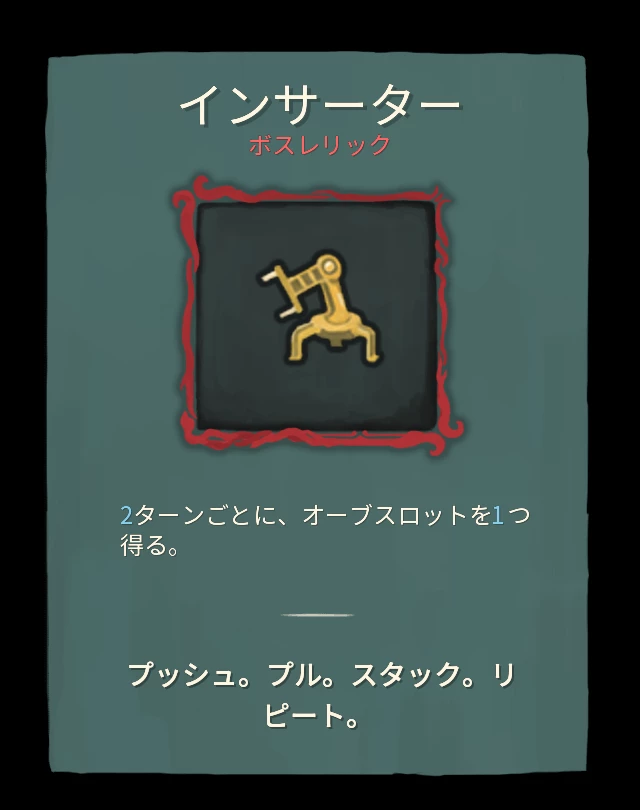 インサーター
ボスレリック
2ターンごとに、オーブスロットを1つ
得る。
プッシュ。プル。スタック。リ
ピート。